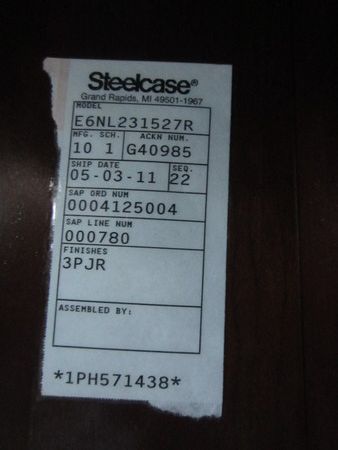 Steelcase®
Grand Rapids, MI 49501-1967
MODEL
E6NL231527R
MFG. SCH. ACKN NUM.
10 1 G40985
SHIP DATE SEQ.
05-03-11 22
SAP ORD NUM
0004125004
SAP LINE NUM
000780
FINISHES
3PJR
ASSEMBLED BY:
*1PH571438*